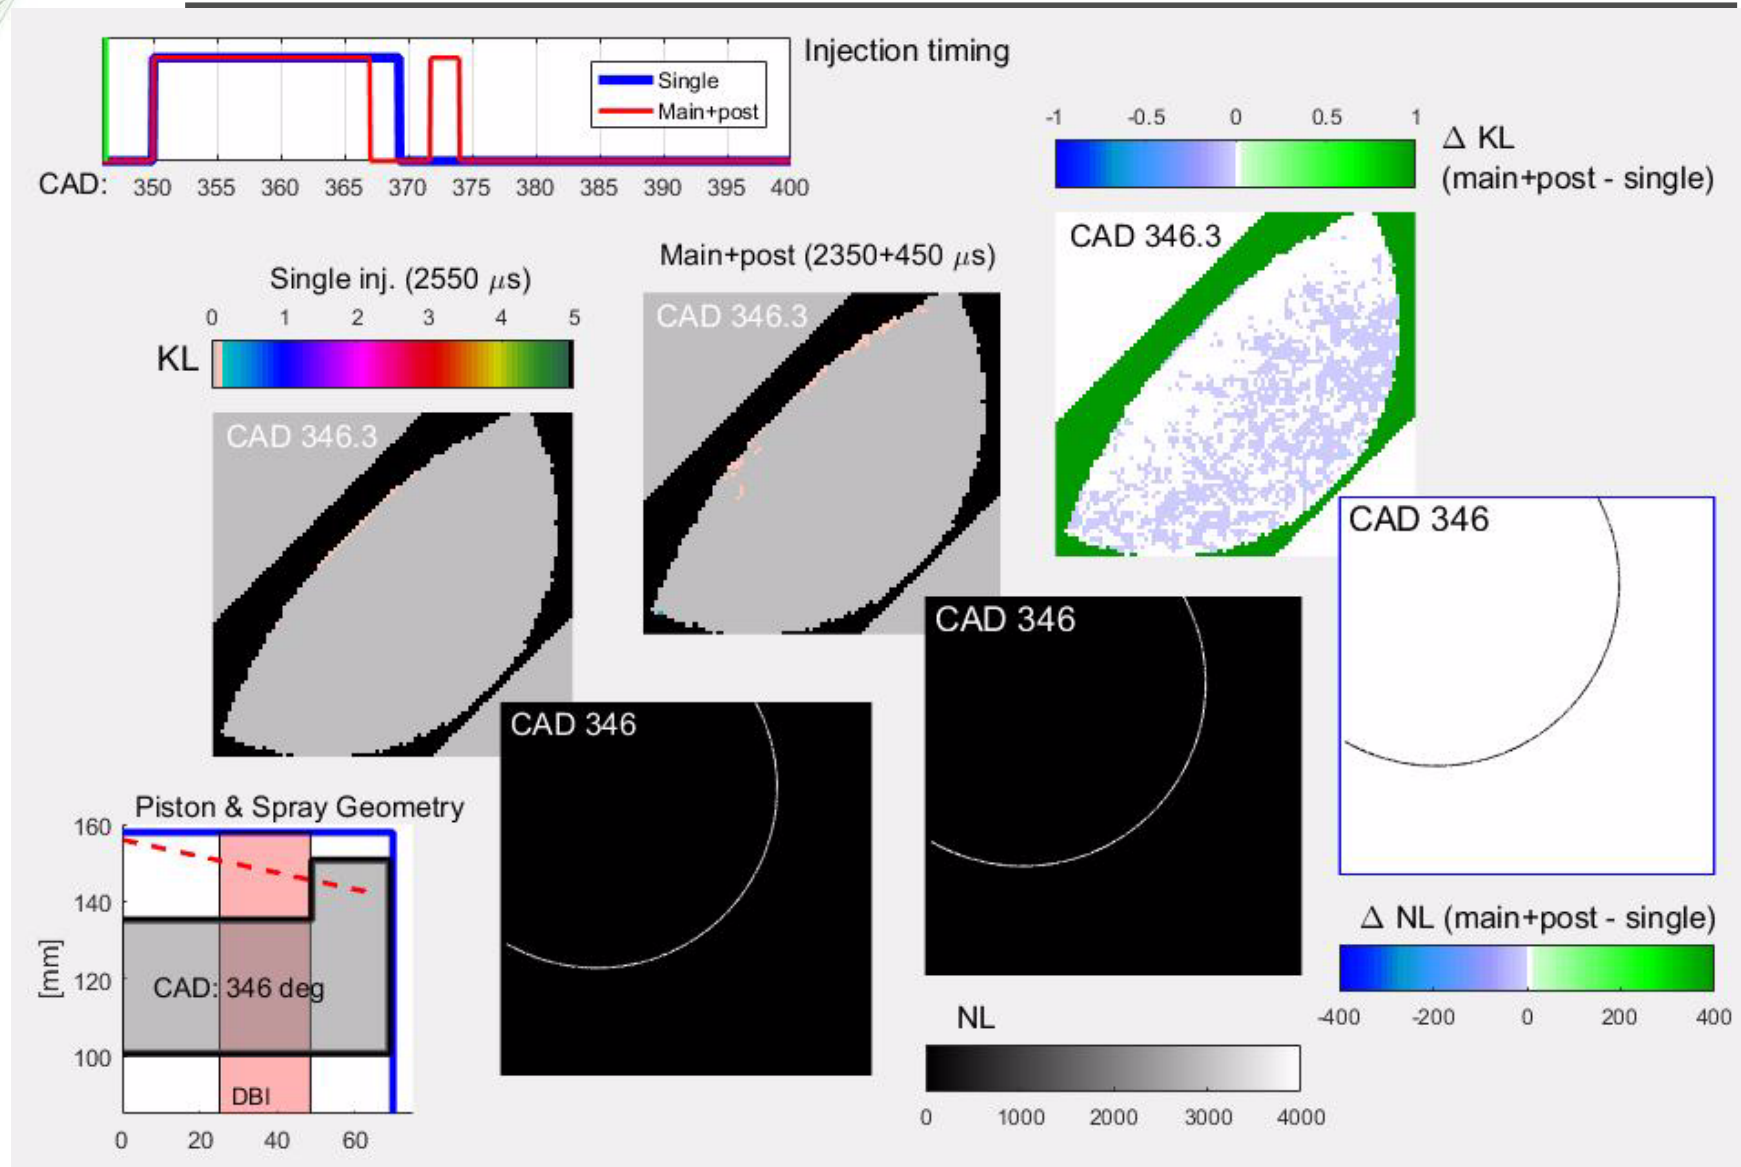 Injection timing
Single
Main+post
CAD: 350 355 360 365 370 375 380 385 390 395 400
-1 -0.5 0 0.5 1
Δ KL
(main+post - single)
CAD 346.3
Main+post (2350+450 μs)
CAD 346.3
Single inj. (2550 μs)
0 1 2 3 4 5
KL
CAD 346.3
CAD 346
CAD 346
CAD 346
Piston & Spray Geometry
160
140
120
100
[mm]
CAD: 346 deg
DBI
0 20 40 60
Δ NL (main+post - single)
-400 -200 0 200 400
NL
0 1000 2000 3000 4000